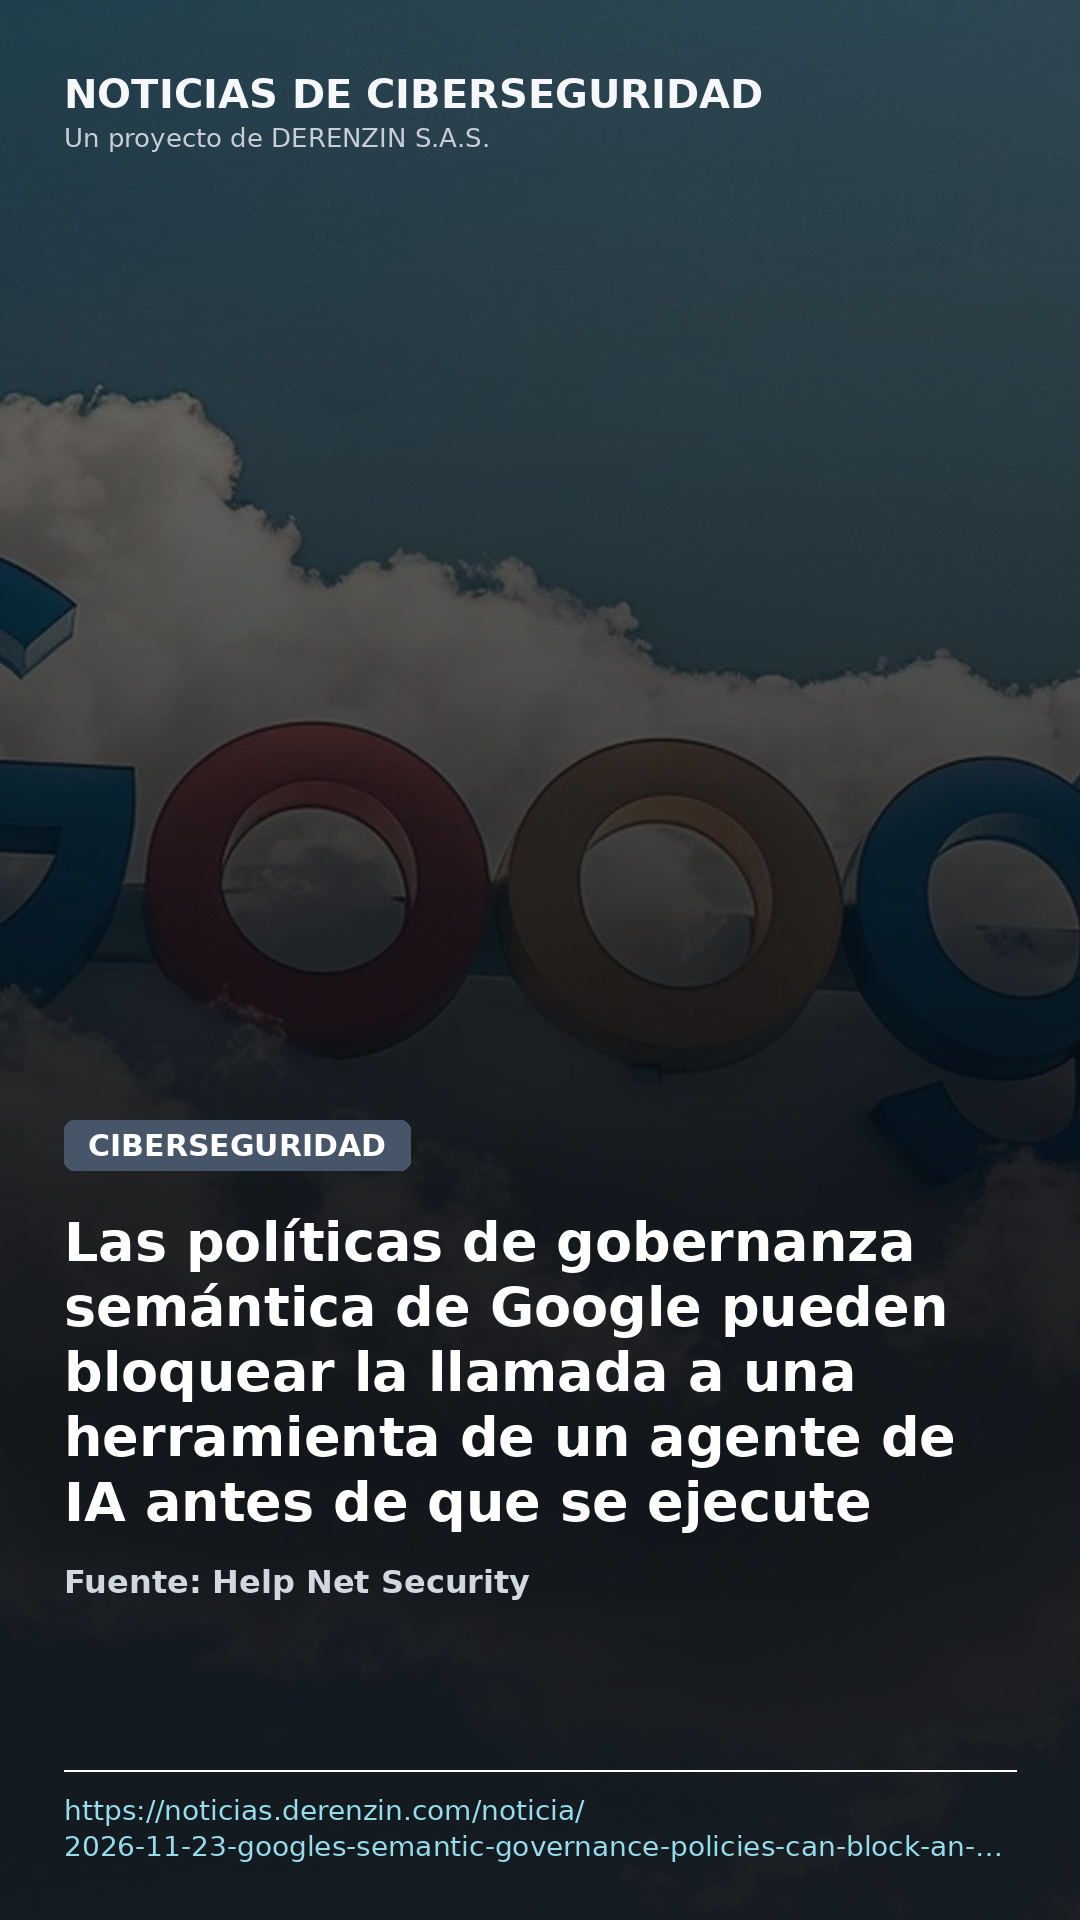 NOTICIAS DE CIBERSEGURIDAD
Un proyecto de DERENZIN S.A.S.
Goog
CIBERSEGURIDAD
Las políticas de gobernanza
semántica de Google pueden
bloquear la llamada a una
herramienta de un agente de
IA antes de que se ejecute
Fuente: Help Net Security
https://noticias.derenzin.com/noticia/
2026-11-23-googles-semantic-governance-policies-can-block-an-...